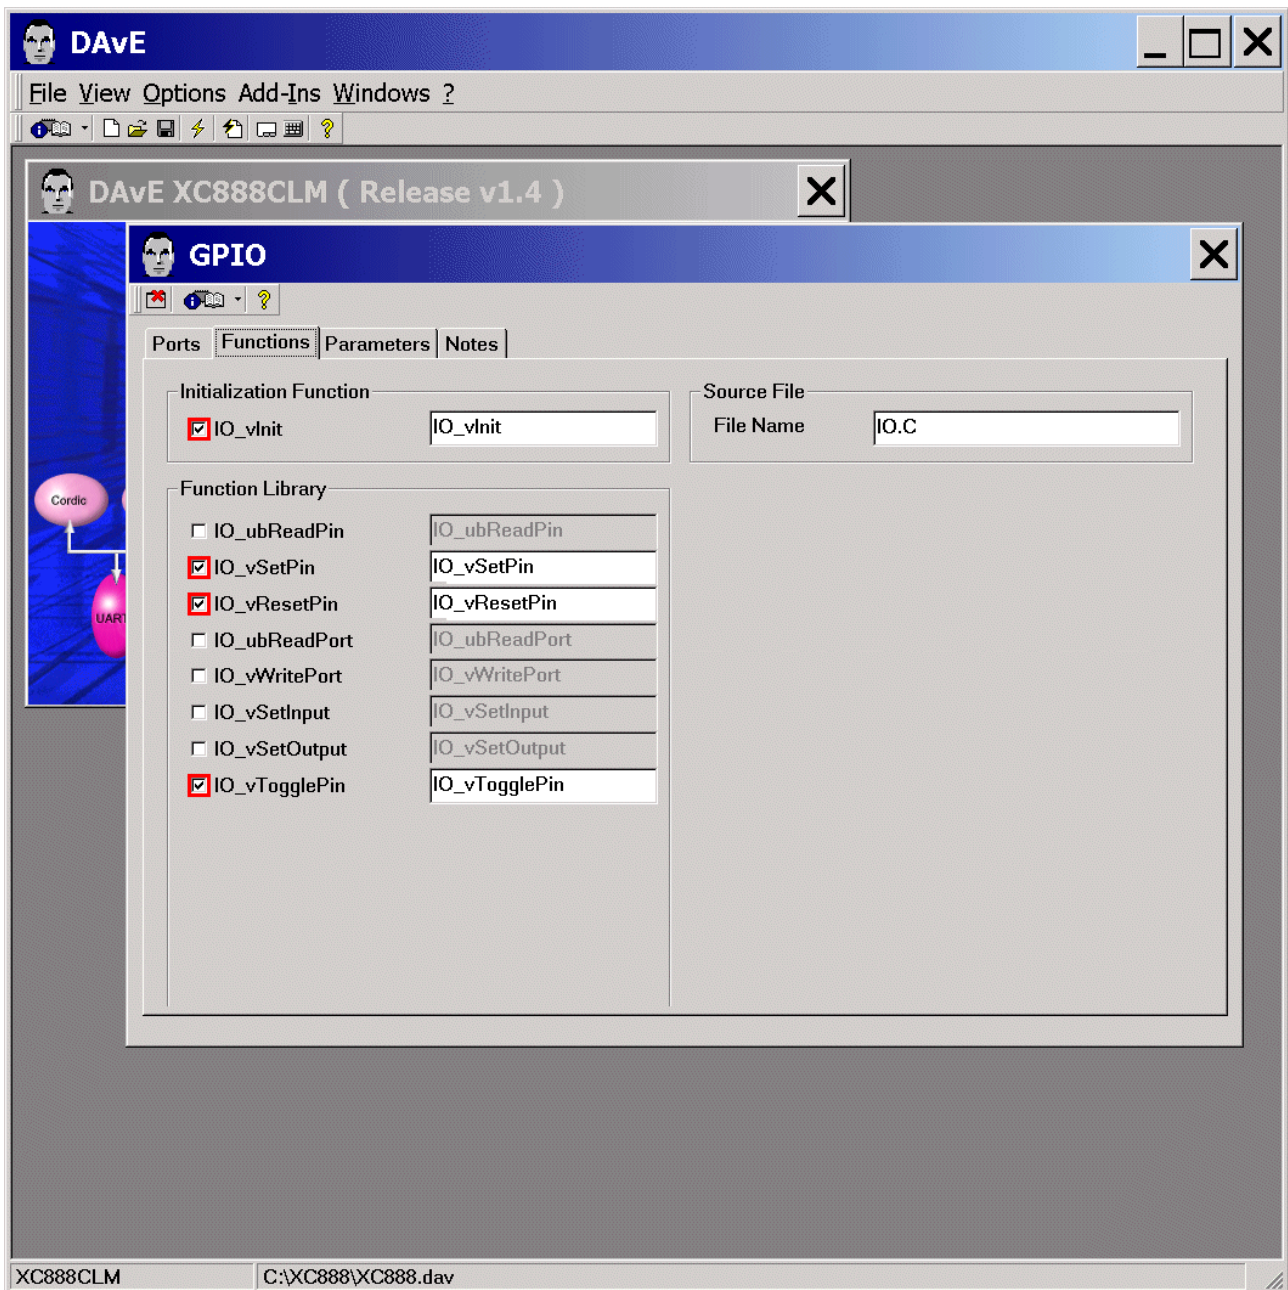 DAvE
File View Options Add-Ins Windows ?
DAvE XC888CLM ( Release v1.4 )
GPIO
Ports Functions Parameters Notes
Initialization Function
IO_vInit IO_vInit
Source File
File Name IO.C
Cordic
UART
Function Library
IO_ubReadPin IO_ubReadPin
IO_vSetPin IO_vSetPin
IO_vResetPin IO_vResetPin
IO_ubReadPort IO_ubReadPort
IO_vWritePort IO_vWritePort
IO_vSetInput IO_vSetInput
IO_vSetOutput IO_vSetOutput
IO_vTogglePin IO_vTogglePin
XC888CLM C:\XC888\XC888.dav